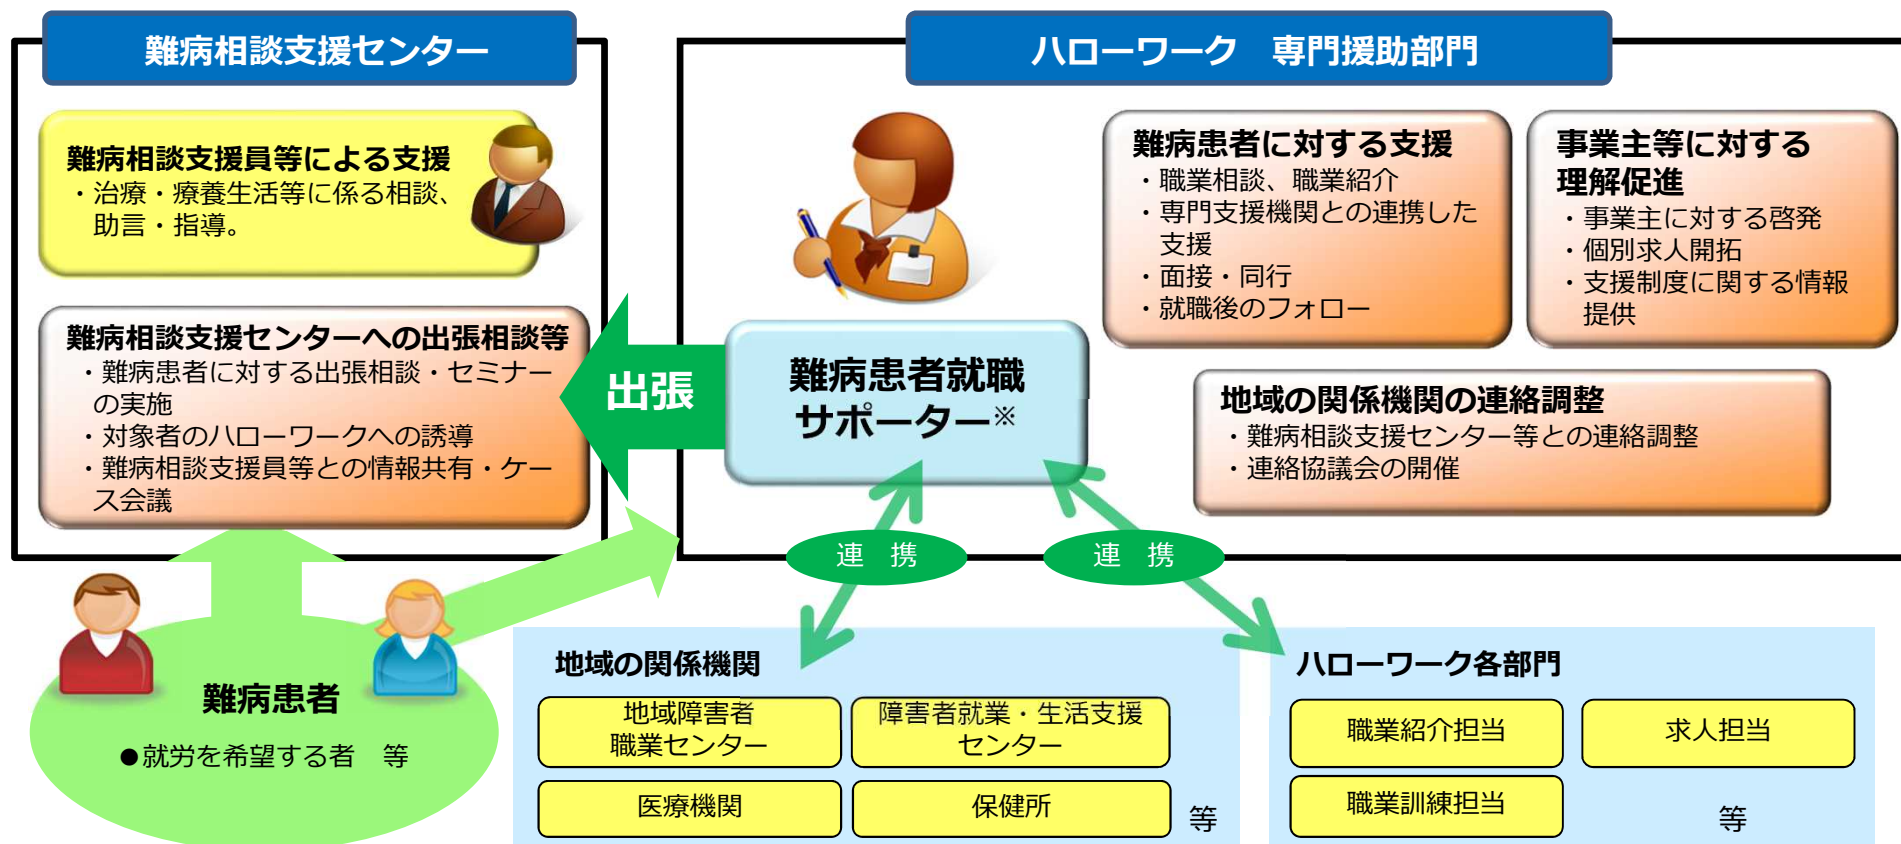 難病相談支援センター
難病相談支援員等による支援
・治療・療養生活等に係る相談、
助言・指導。
難病相談支援センターへの出張相談等
・難病患者に対する出張相談・セミナー
の実施
・対象者のハローワークへの誘導
・難病相談支援員等との情報共有・ケー
ス会議
出張
ハローワーク　専門援助部門
難病患者就職
サポーター※
難病患者に対する支援
・職業相談、職業紹介
・専門支援機関との連携した
支援
・面接・同行
・就職後のフォロー
事業主等に対する
理解促進
・事業主に対する啓発
・個別求人開拓
・支援制度に関する情報
提供
地域の関係機関の連絡調整
・難病相談支援センター等との連絡調整
・連絡協議会の開催
連　携
連　携
難病患者
●就労を希望する者　等
地域の関係機関
地域障害者
職業センター
障害者就業・生活支援
センター
医療機関
保健所
等
ハローワーク各部門
職業紹介担当
求人担当
職業訓練担当
等